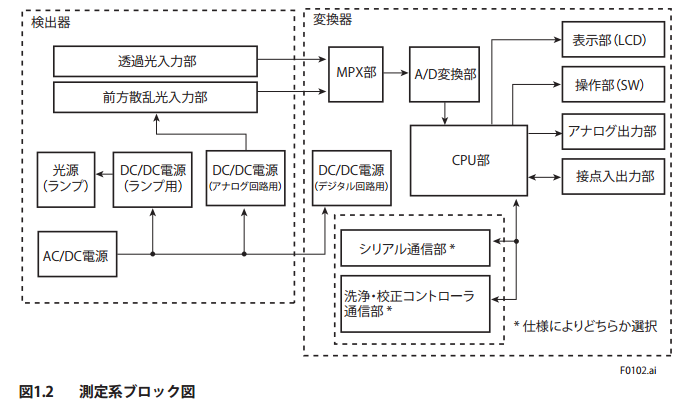 検出器
変換器
透過光入力部
前方散乱光入力部
MPX部
A/D変換部
表示部(LCD)
操作部(SW)
アナログ出力部
接点入出力部
CPU部
光源
(ランプ)
DC/DC電源
(ランプ用)
DC/DC電源
(アナログ回路用)
DC/DC電源
(デジタル回路用)
AC/DC電源
シリアル通信部*
洗浄・校正コントローラ
通信部*
*仕様によりどちらか選択
F0102.ai
図1.2 測定系ブロック図